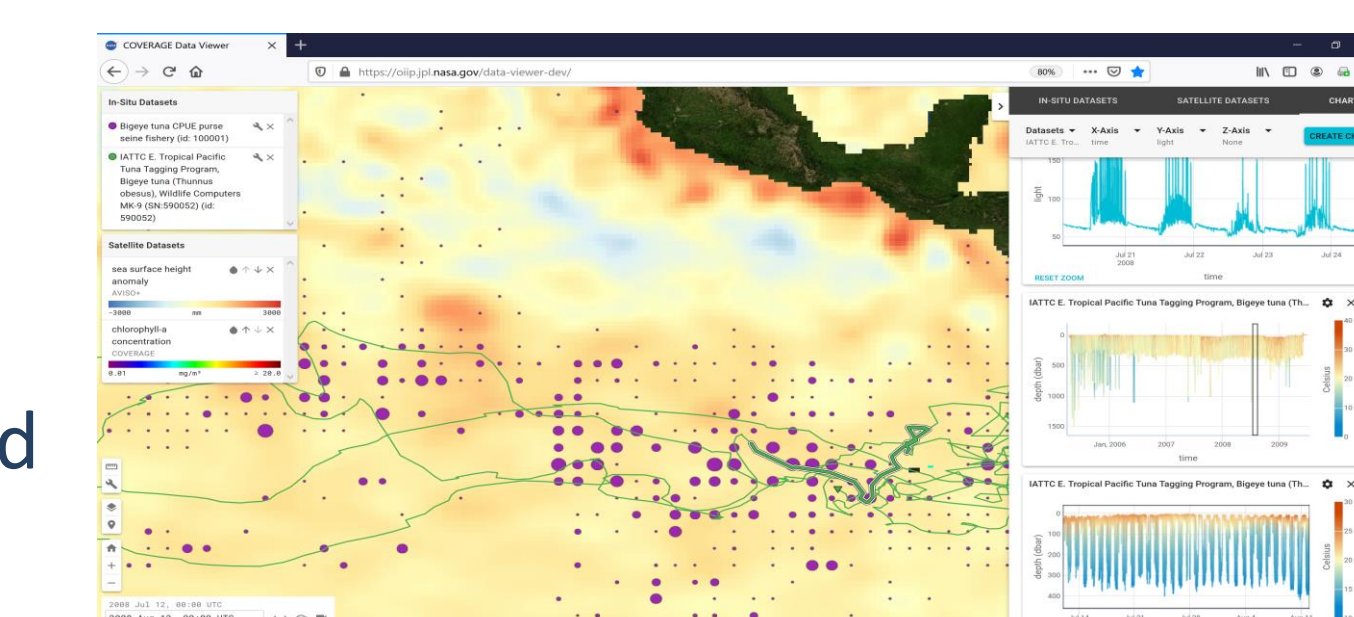 COVERAGE Data Viewer
https://oiip.jpl.nasa.gov/data-viewer-dev/
80%
In-Situ Datasets
Bigeye tuna CPUE purse
seine fishery (id: 100001)
IATTC E. Tropical Pacific
Tuna Tagging Program,
Bigeye tuna (Thunnus
obesus), Wildlife Computers
MK-9 (SN:590052) (id:
590052)
Satellite Datasets
sea surface height
anomaly
AVISO+
-3000 mm 3000
chlorophyll-a
concentration
COVERAGE
0.01 mg/m³ ≥ 20.0
d
2008 Jul 12, 00:00 UTC
IN-SITU DATASETS SATELLITE DATASETS CHAR
Datasets X-Axis Y-Axis Z-Axis
IATTC E. Tro... time light None
CREATE CH
150
100
50
light
Jul 21 Jul 22 Jul 23 Jul 24
2008
time
RESET ZOOM
IATTC E. Tropical Pacific Tuna Tagging Program, Bigeye tuna (Th...
0
500
1000
1500
depth (dbar)
Jan, 2006 2007 2008 2009
time
40
30
20
10
0
Celsius
IATTC E. Tropical Pacific Tuna Tagging Program, Bigeye tuna (Th...
0
100
200
300
400
depth (dbar)
30
25
20
15
10
Celsius